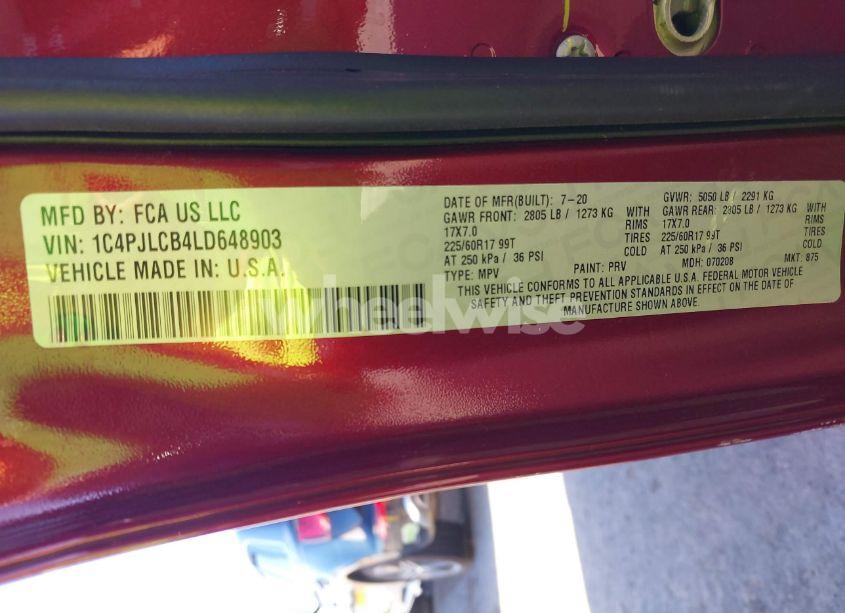 MFD BY: FCA US LLC
VIN: 1C4PJLCB4LD648903
VEHICLE MADE IN: U.S.A.
DATE OF MFR(BUILT): 7-20 GVWR: 5050 LB / 2291 KG
GAWR FRONT: 2805 LB / 1273 KG WITH GAWR REAR: 2805 LB / 1273 KG WITH
17X7.0 RIMS 17X7.0 RIMS
225/60R17 99T TIRES 225/60R17 99T TIRES
AT 250 kPa / 36 PSI COLD AT 250 kPa / 36 PSI COLD
TYPE: MPV PAINT: PRV MDH: 070208 MKT: 875
THIS VEHICLE CONFORMS TO ALL APPLICABLE U.S.A. FEDERAL MOTOR VEHICLE
SAFETY AND THEFT PREVENTION STANDARDS IN EFFECT ON THE DATE OF
MANUFACTURE SHOWN ABOVE.
wheelwise